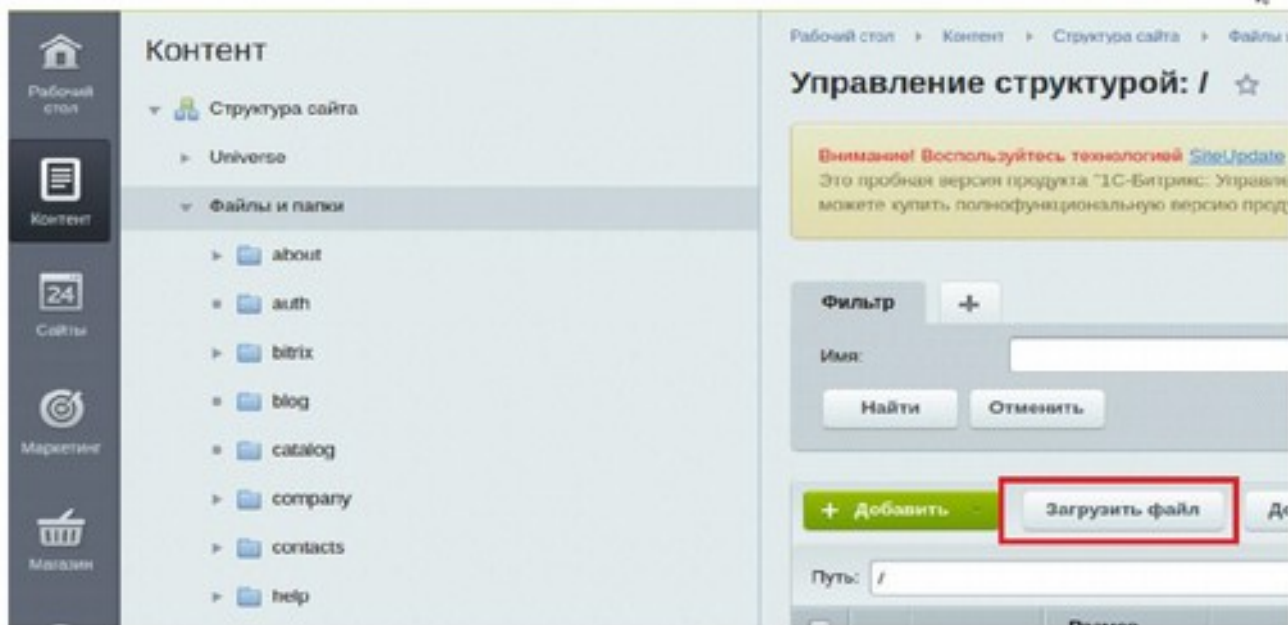 Рабочий стол
Контент
Сайты
24
Маркетинг
Магазин
Контент
Структура сайта
Universe
Файлы и папки
about
auth
bitrix
blog
catalog
company
contacts
help
Рабочий стол Контент Структура сайта Файлы
Управление структурой: /
Внимание! Воспользуйтесь технологией SiteUpdate
Это пробная версия продукта "1С-Битрикс:
можете купить полнофункциональную версию
Фильтр +
Имя:
Найти Отменить
+ Добавить Загрузить файл
Путь: /